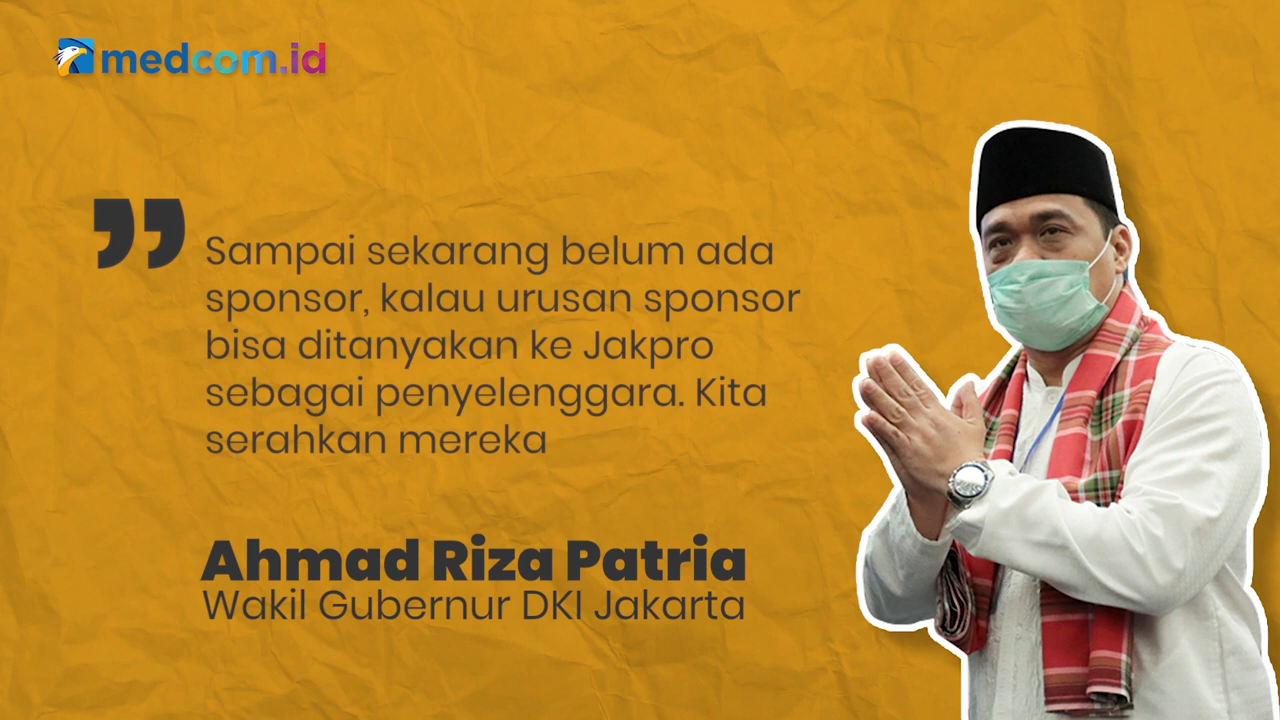 medcom.id
” Sampai sekarang belum ada
sponsor, kalau urusan sponsor
bisa ditanyakan ke Jakpro
sebagai penyelenggara. Kita
serahkan mereka
Ahmad Riza Patria
Wakil Gubernur DKI Jakarta